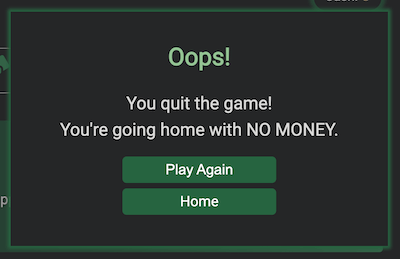 Oops!
You quit the game!
You're going home with NO MONEY.
Play Again
Home
p